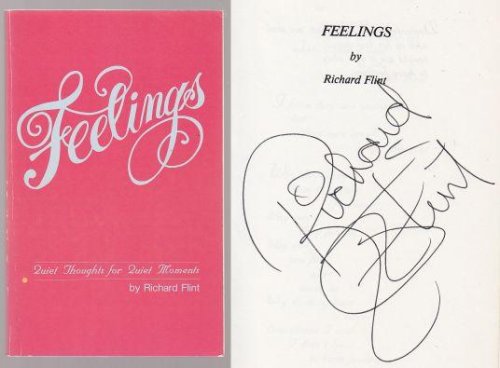 Feelings
Quiet Thoughts for Quiet Moments
by Richard Flint
FEELINGS
by
Richard Flint
Richard
Flint